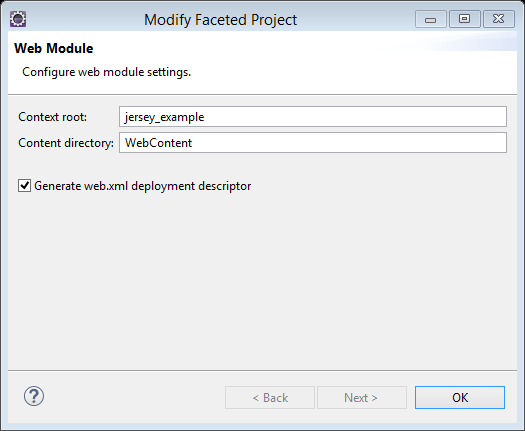 Modify Faceted Project
Web Module
Configure web module settings.
Context root: jersey_example
Content directory: WebContent
Generate web.xml deployment descriptor
?
< Back Next > OK